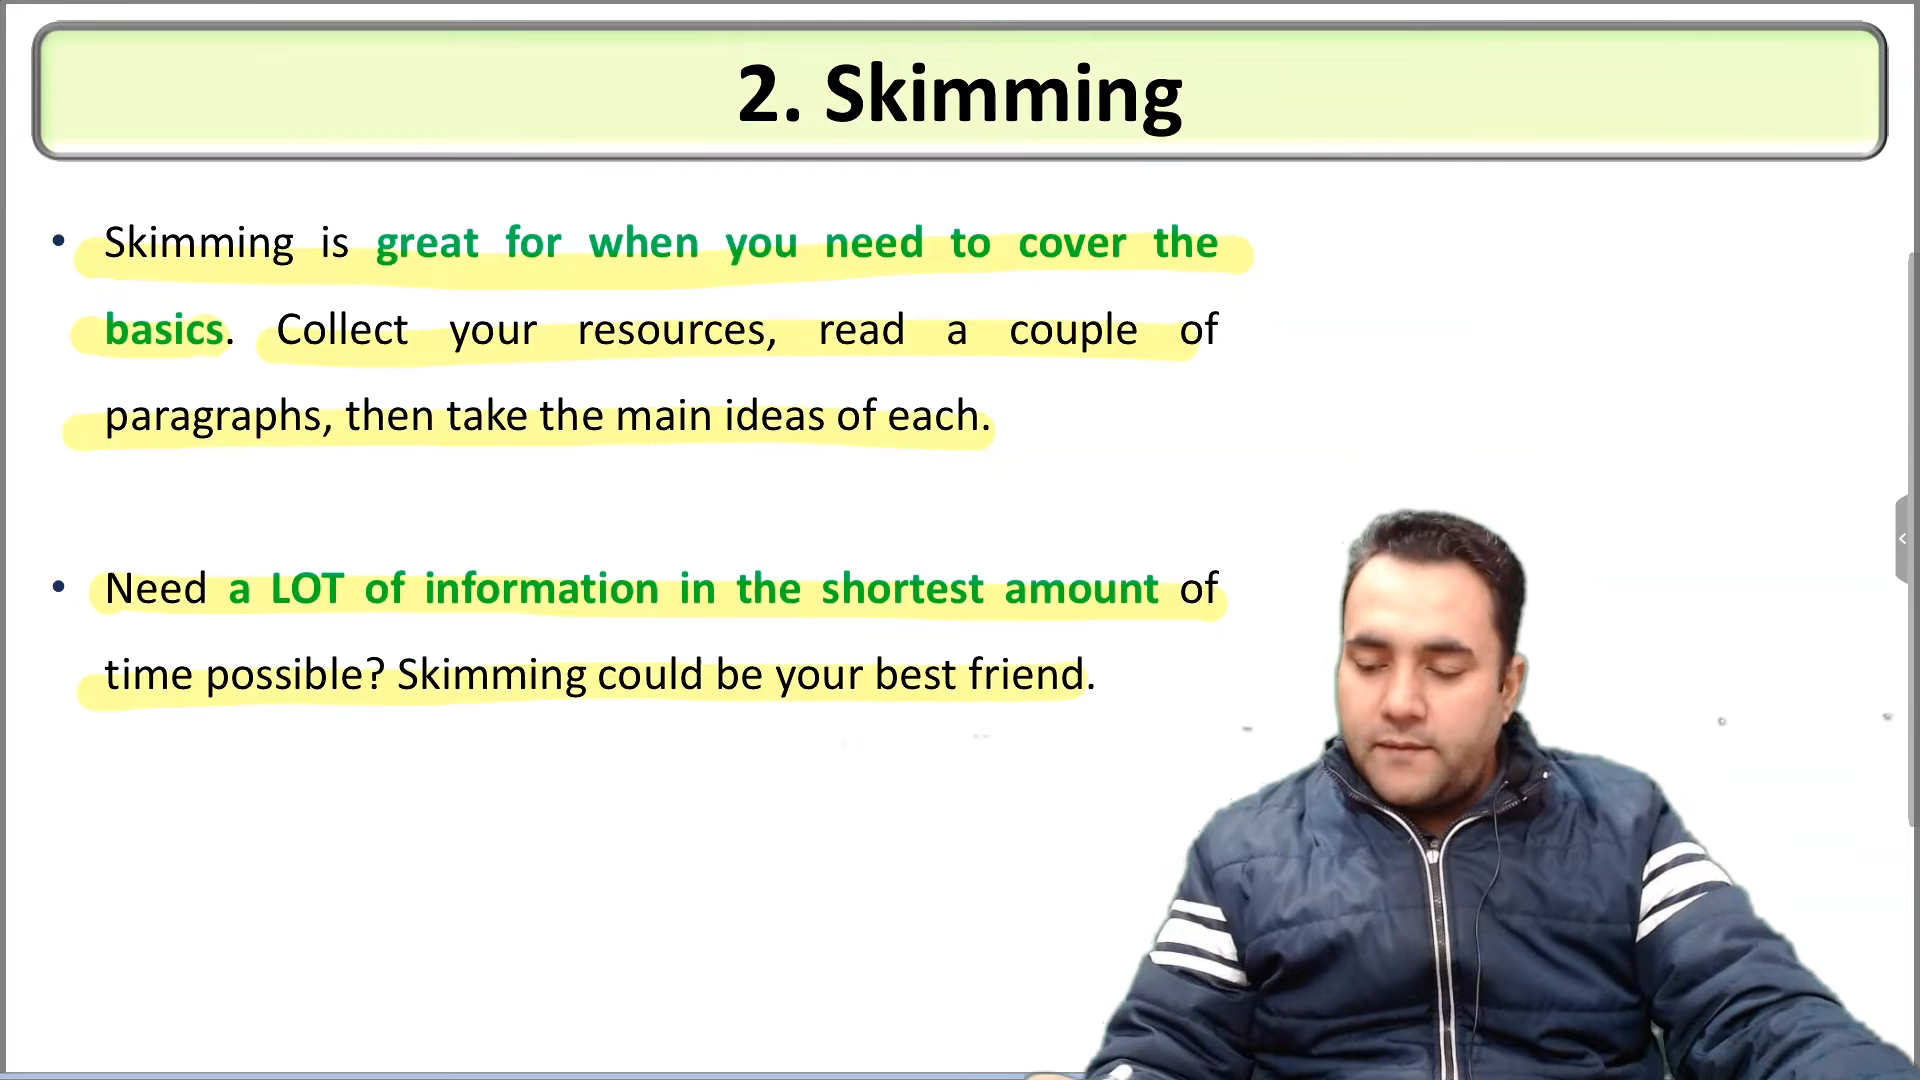 2. Skimming
• Skimming is great for when you need to cover the
basics. Collect your resources, read a couple of
paragraphs, then take the main ideas of each.
• Need a LOT of information in the shortest amount of
time possible? Skimming could be your best friend.